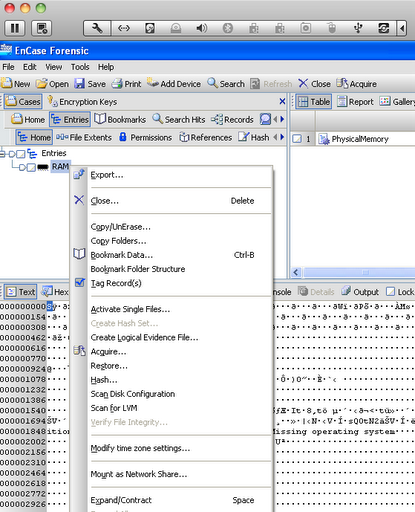 EnCase Forensic
File Edit View Tools Help
New Open Save Print Add Device Search Refresh Close Acquire
Cases Encryption Keys
Home Entries Bookmarks Search Hits Records
Home File Extents Permissions References Hash
Entries
RAM
Table Report Gallery
1 PhysicalMemory
Export...
Close... Delete
Copy/UnErase...
Copy Folders...
Bookmark Data... Ctrl-B
Bookmark Folder Structure
Tag Record(s)
Activate Single Files...
Create Hash Set...
Create Logical Evidence File...
Acquire...
Restore...
Hash...
Scan Disk Configuration
Scan for LVM
Verify File Integrity...
Modify time zone settings...
Mount as Network Share...
Expand/Contract Space
Text Hex
nsole Details Output Lock
000000000
000000154
000000308
000000462
000000616
000000770
000000924
000001078
000001232
000001386
000001540
000001694
000001848 ition
Missing operating system
000002002
000002156
000002310
000002464
000002618
000002772
000002926